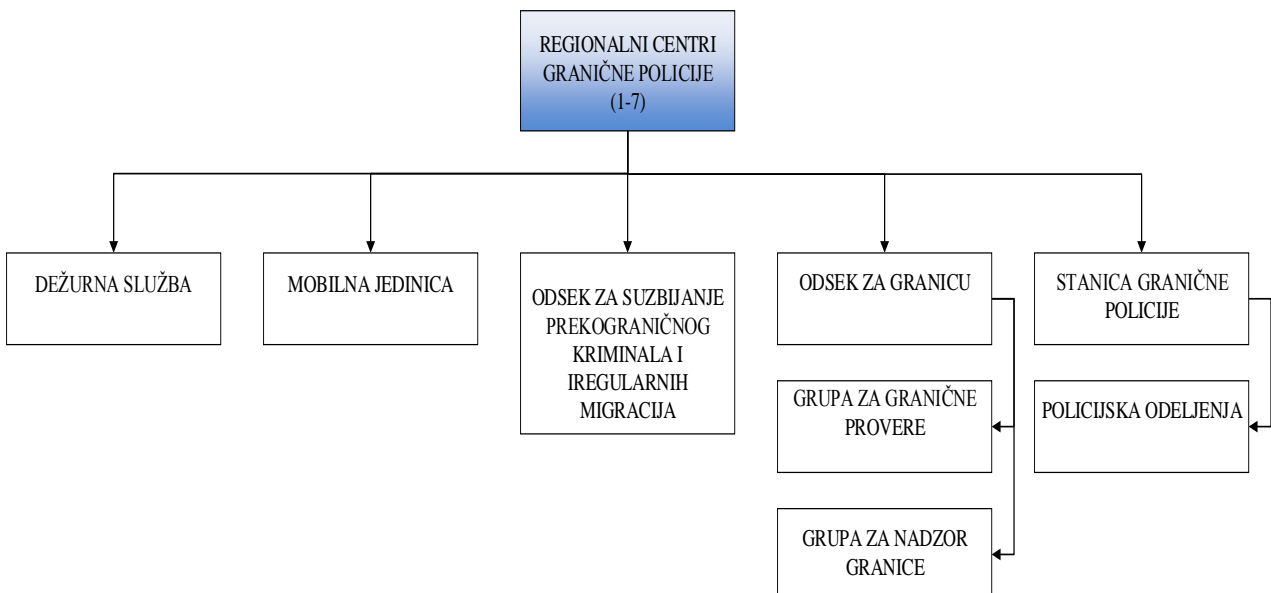 REGIONALNI CENTRI
GRANIČNE POLICIJE
(1-7)
DEŽURNA SLUŽBA
MOBILNA JEDINICA
ODSEK ZA SUZBIJANJE
PREKOGRANIČNOG
KRIMINALA I
IREGULARNIH
MIGRACIJA
ODSEK ZA GRANICU
GRUPA ZA GRANIČNE
PROVERE
GRUPA ZA NADZOR
GRANICE
STANICA GRANIČNE
POLICIJE
POLICIJSKA ODELJENJA